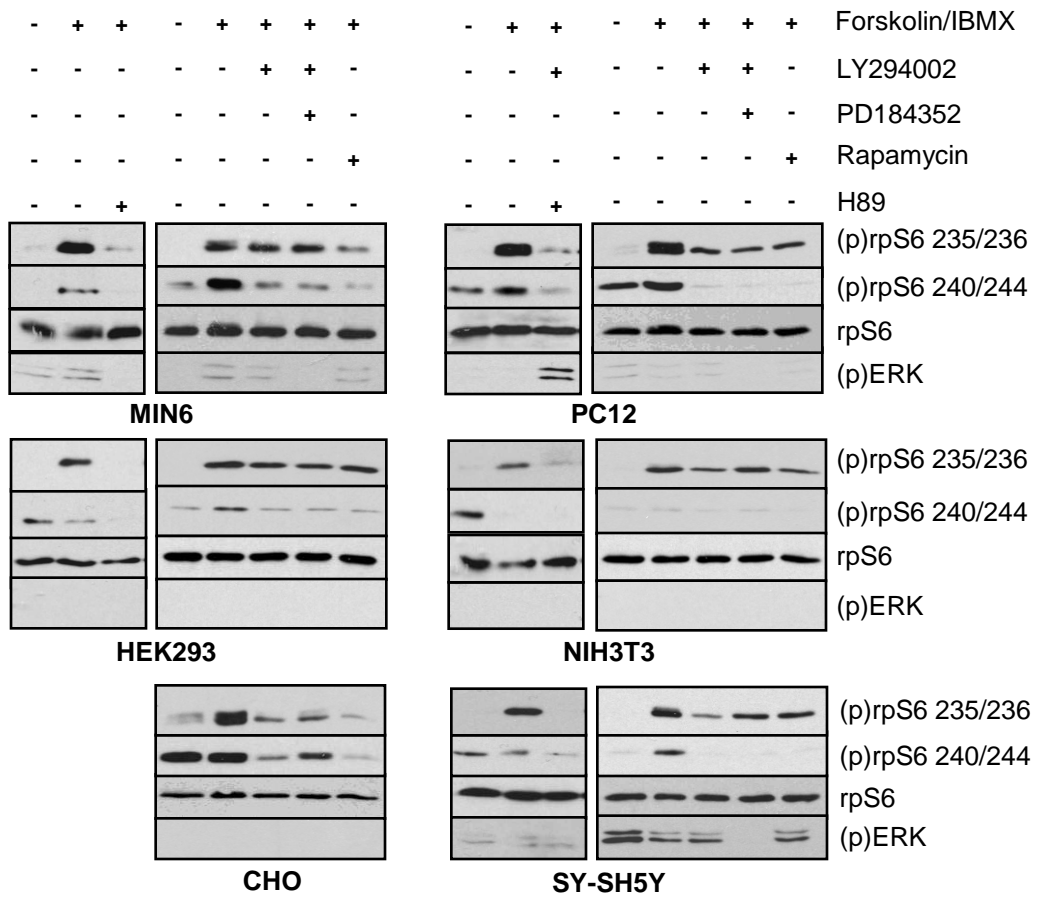 - + + - + + + + - + + - + + + + Forskolin/IBMX
- - - - - + + - - - + - - + + - LY294002
- - - - - - + - - - - - - - + - PD184352
- - - - - - - + - - - - - - - + Rapamycin
- - + - - - - - - - + - - - - - H89
(p)rpS6 235/236
(p)rpS6 240/244
rpS6
(p)ERK
MIN6 PC12
(p)rpS6 235/236
(p)rpS6 240/244
rpS6
(p)ERK
HEK293 NIH3T3
(p)rpS6 235/236
(p)rpS6 240/244
rpS6
(p)ERK
CHO SY-SH5Y